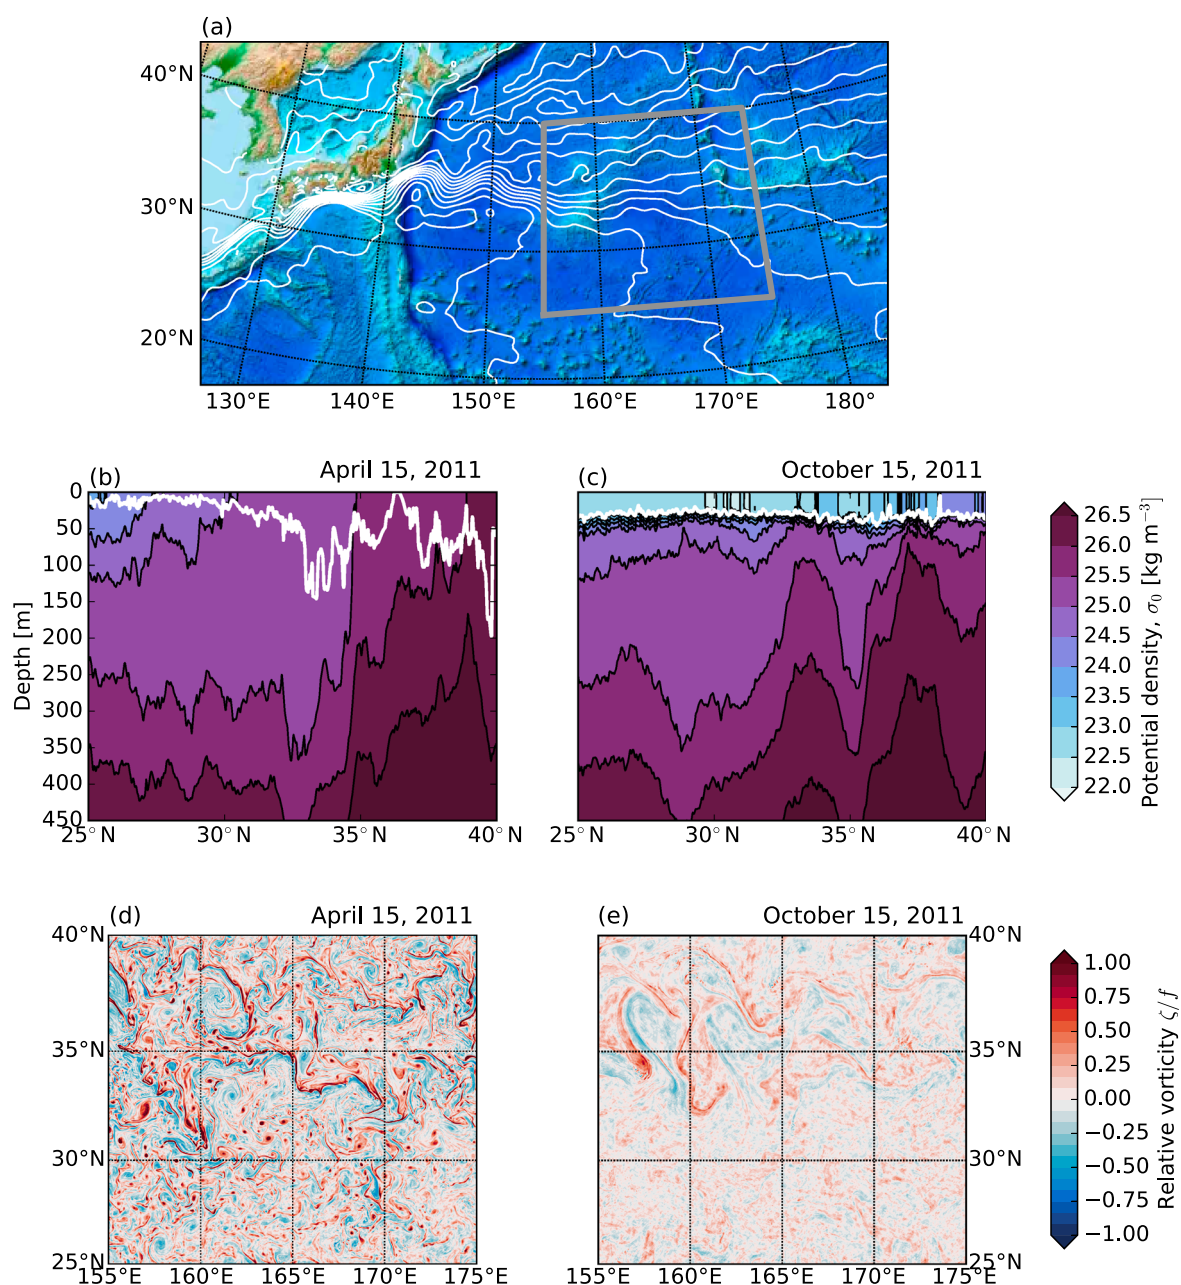 (a)
40°N
30°N
20°N
130°E 140°E 150°E 160°E 170°E 180°
(b) April 15, 2011
0
50
100
150
200
250
300
350
400
450
Depth [m]
25°N 30°N 35°N 40°N
(c) October 15, 2011
25°N 30°N 35°N 40°N
26.5
26.0
25.5
25.0
24.5
24.0
23.5
23.0
22.5
22.0
Potential density, σ₀ [kg m⁻³]
(d) April 15, 2011
40°N
35°N
30°N
25°N
155°E 160°E 165°E 170°E 175°E
(e) October 15, 2011
40°N
35°N
30°N
25°N
155°E 160°E 165°E 170°E 175°E
1.00
0.75
0.50
0.25
0.00
−0.25
−0.50
−0.75
−1.00
Relative vorticity ζ/f